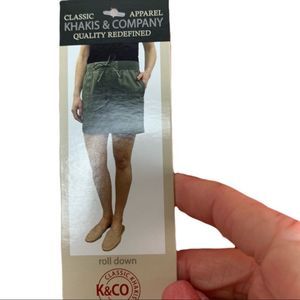 CLASSIC APPAREL
KHAKIS & COMPANY
QUALITY REDEFINED
roll down
CLASSIC KHAKIS
K&CO